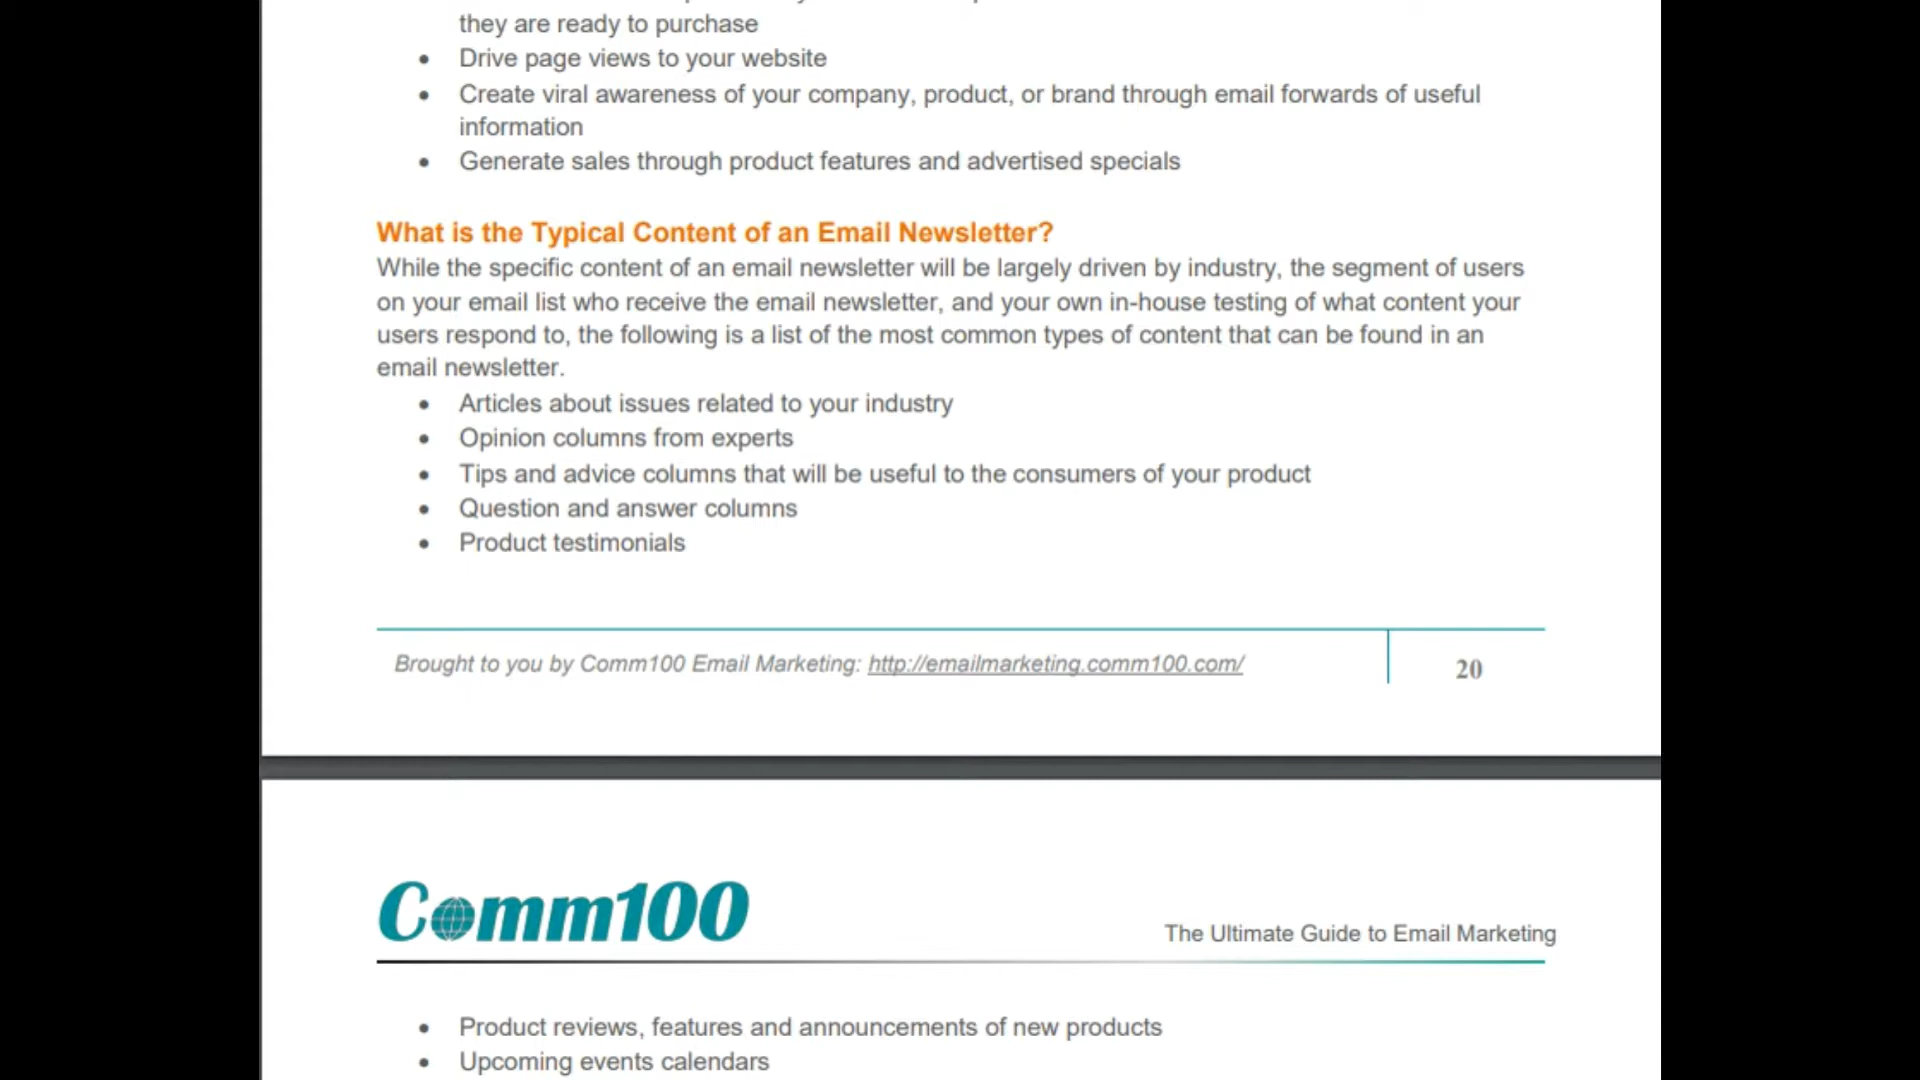 they are ready to purchase
• Drive page views to your website
• Create viral awareness of your company, product, or brand through email forwards of useful
information
• Generate sales through product features and advertised specials
What is the Typical Content of an Email Newsletter?
While the specific content of an email newsletter will be largely driven by industry, the segment of users
on your email list who receive the email newsletter, and your own in-house testing of what content your
users respond to, the following is a list of the most common types of content that can be found in an
email newsletter.
• Articles about issues related to your industry
• Opinion columns from experts
• Tips and advice columns that will be useful to the consumers of your product
• Question and answer columns
• Product testimonials
Brought to you by Comm100 Email Marketing: http://emailmarketing.comm100.com/
20
Comm100
The Ultimate Guide to Email Marketing
• Product reviews, features and announcements of new products
• Upcoming events calendars